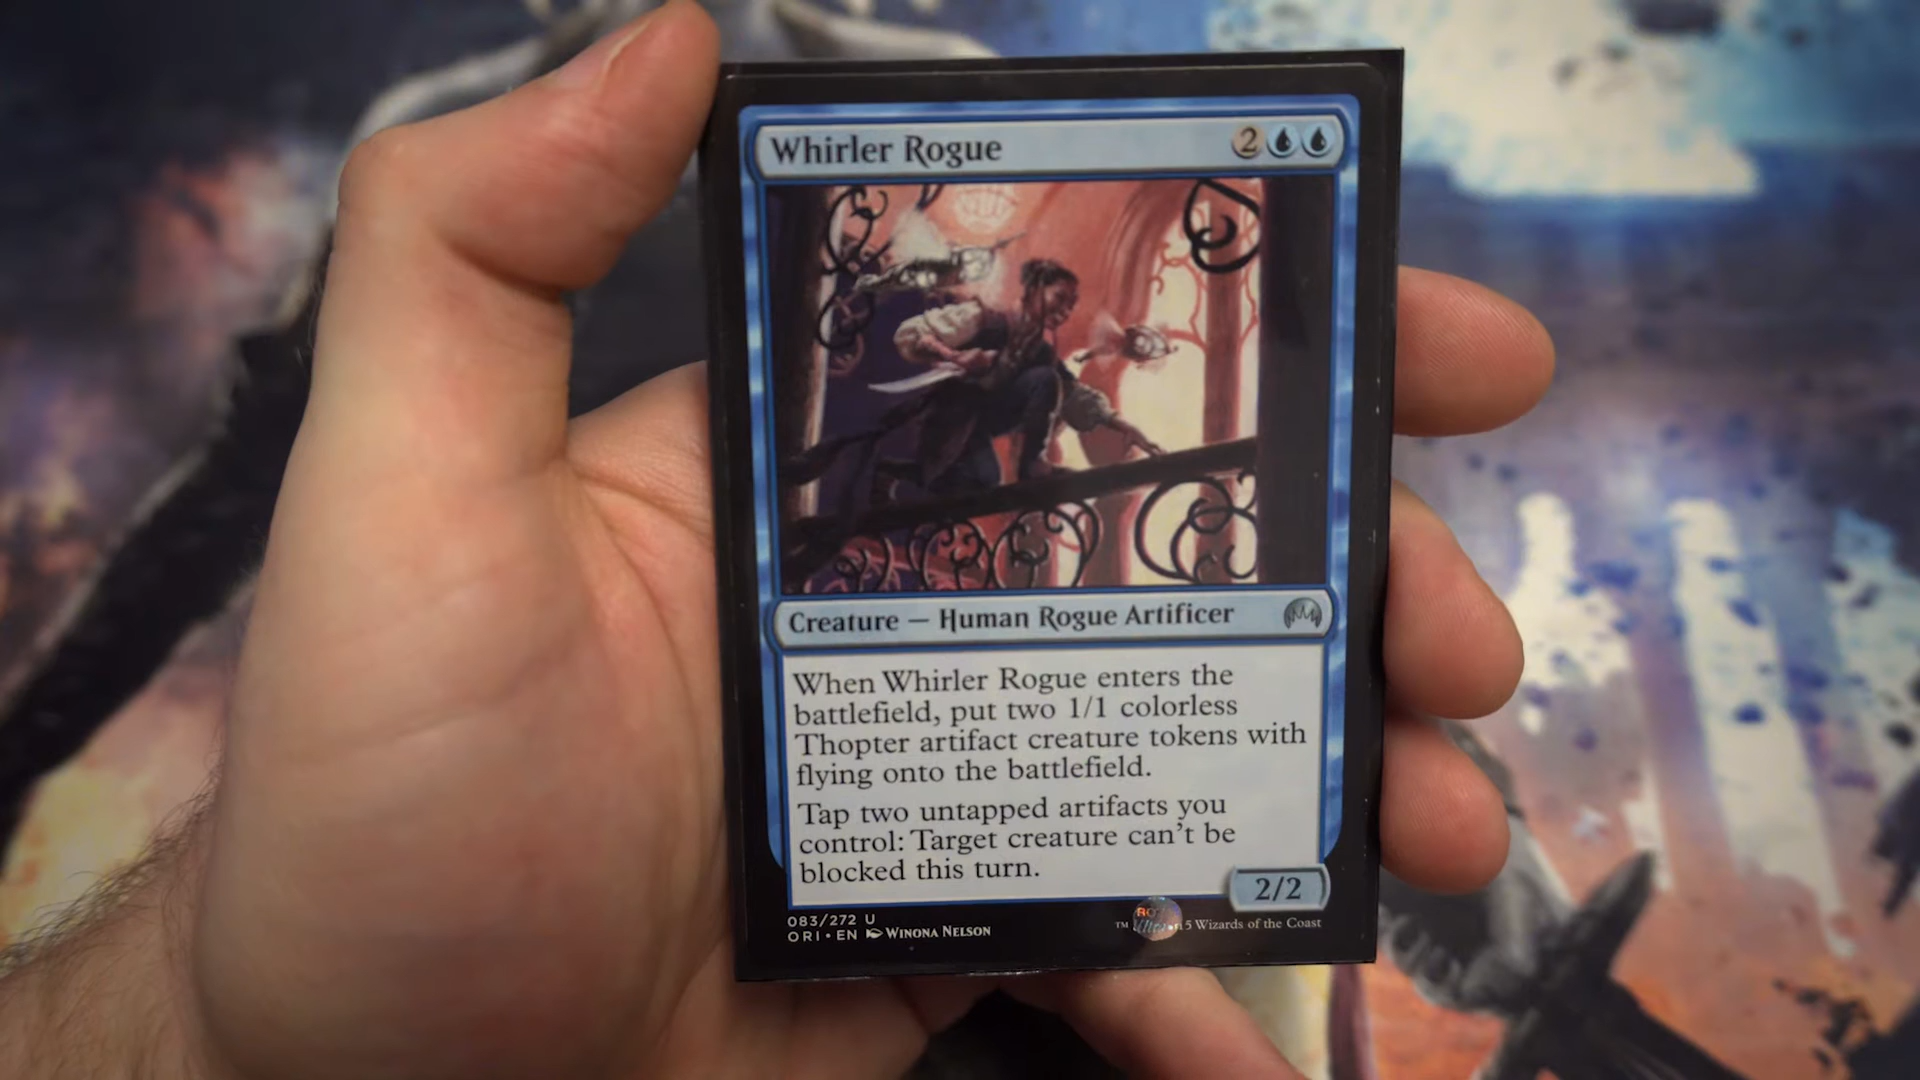 Whirler Rogue 2
Creature — Human Rogue Artificer
When Whirler Rogue enters the
battlefield, put two 1/1 colorless
Thopter artifact creature tokens with
flying onto the battlefield.
Tap two untapped artifacts you
control: Target creature can't be
blocked this turn.
2/2
083/272 U
ORI • EN Winona Nelson
™ 5 Wizards of the Coast